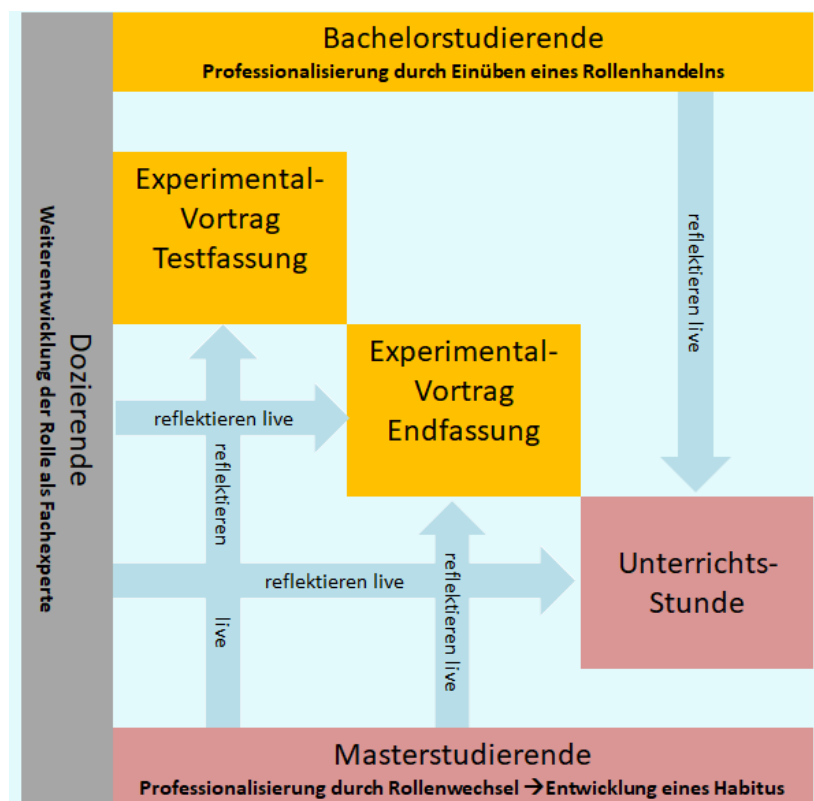 Bachelorstudierende
Professionalisierung durch Einüben eines Rollenhandelns
Dozierende
Weiterentwicklung der Rolle als Fachexperte
Experimental-
Vortrag
Testfassung
reflektieren live
Experimental-
Vortrag
Endfassung
reflektieren live
reflektieren live
reflektieren live
reflektieren live
Unterrichts-
Stunde
Masterstudierende
Professionalisierung durch Rollenwechsel →Entwicklung eines Habitus